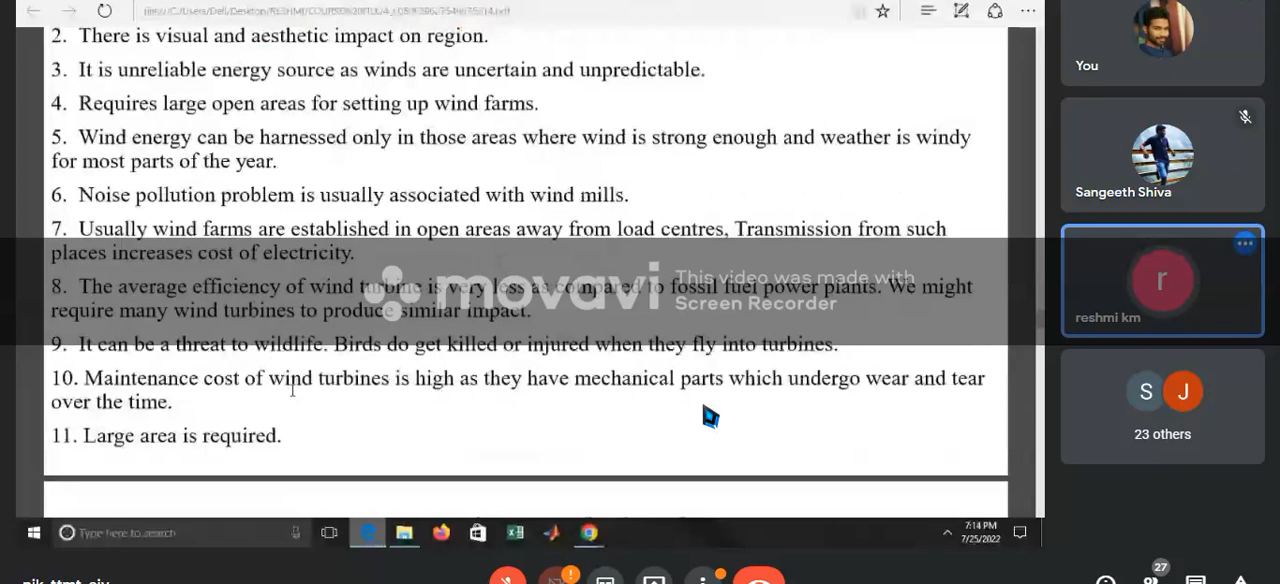 2. There is visual and aesthetic impact on region.
3. It is unreliable energy source as winds are uncertain and unpredictable.
4. Requires large open areas for setting up wind farms.
5. Wind energy can be harnessed only in those areas where wind is strong enough and weather is windy
for most parts of the year.
6. Noise pollution problem is usually associated with wind mills.
7. Usually wind farms are established in open areas away from load centres, Transmission from such
places increases cost of electricity.
8. The average efficiency of wind turbine is very less as compared to fossil fuel power plants. We might
require many wind turbines to produce similar impact.
9. It can be a threat to wildlife. Birds do get killed or injured when they fly into turbines.
10. Maintenance cost of wind turbines is high as they have mechanical parts which undergo wear and tear
over the time.
11. Large area is required.
movavi
This video was made with
Screen Recorder
Type here to search
7:14 PM
7/25/2022
You
Sangeeth Shiva
r
reshmi km
S J
23 others
27